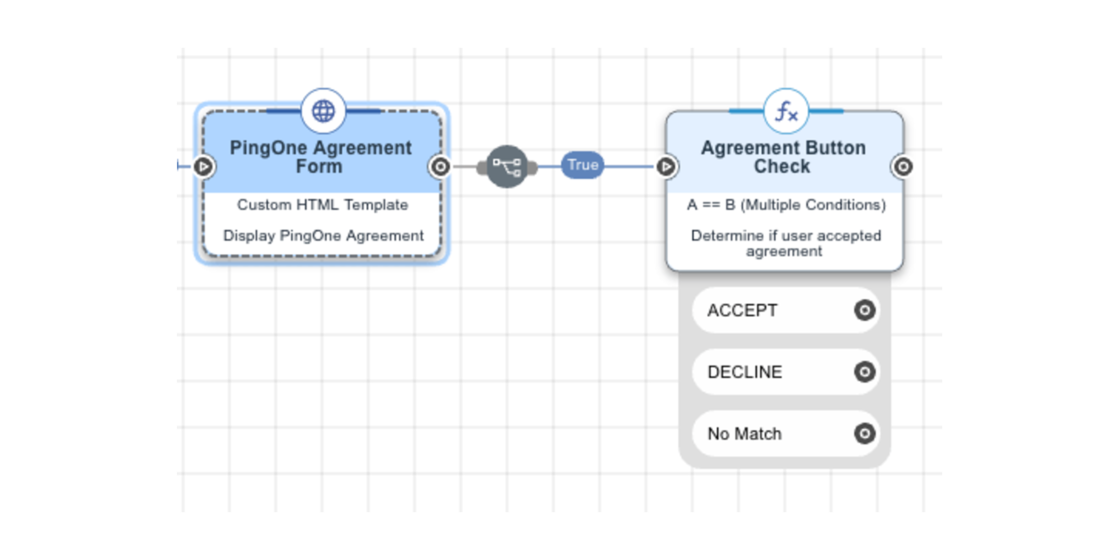 PingOne Agreement
Form
Custom HTML Template
Display PingOne Agreement
True
fx
Agreement Button
Check
A == B (Multiple Conditions)
Determine if user accepted
agreement
ACCEPT
DECLINE
No Match